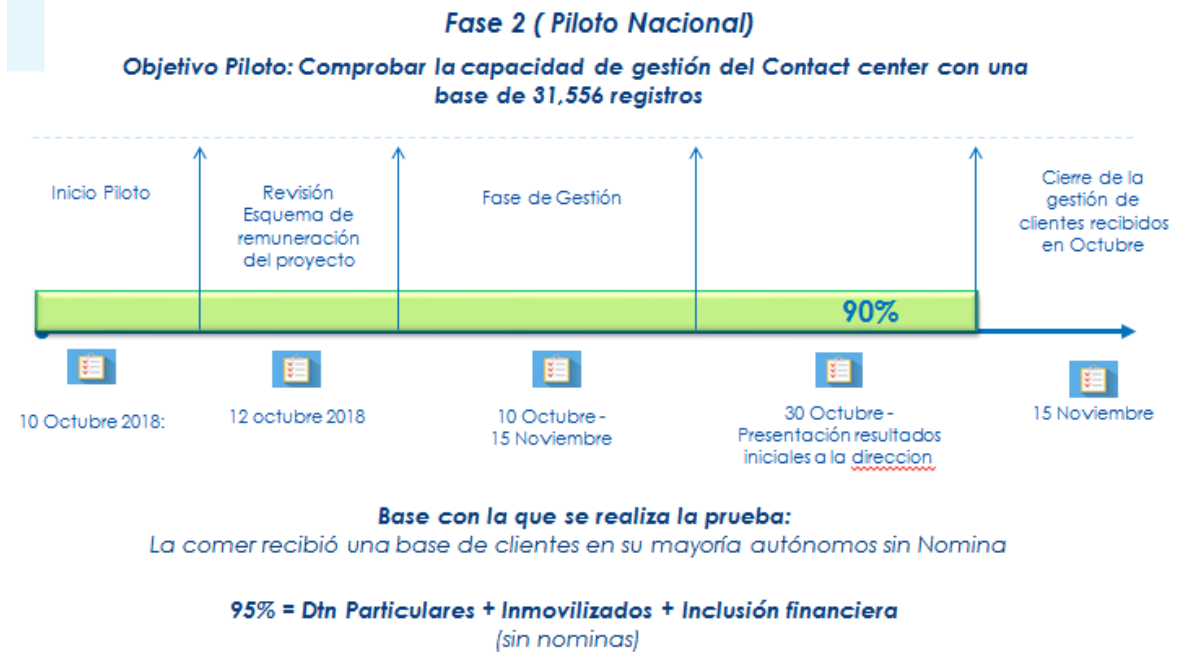 Fase 2 ( Piloto Nacional)
Objetivo Piloto: Comprobar la capacidad de gestión del Contact center con una
base de 31,556 registros
Inicio Piloto
Revisión
Esquema de
remuneración
del proyecto
Fase de Gestión
Cierre de la
gestión de
clientes recibidos
en Octubre
90%
10 Octubre 2018:
12 octubre 2018
10 Octubre -
15 Noviembre
30 Octubre -
Presentación resultados
iniciales a la direccion
15 Noviembre
Base con la que se realiza la prueba:
La comer recibió una base de clientes en su mayoría autónomos sin Nomina
95% = Dtn Particulares + Inmovilizados + Inclusión financiera
(sin nominas)